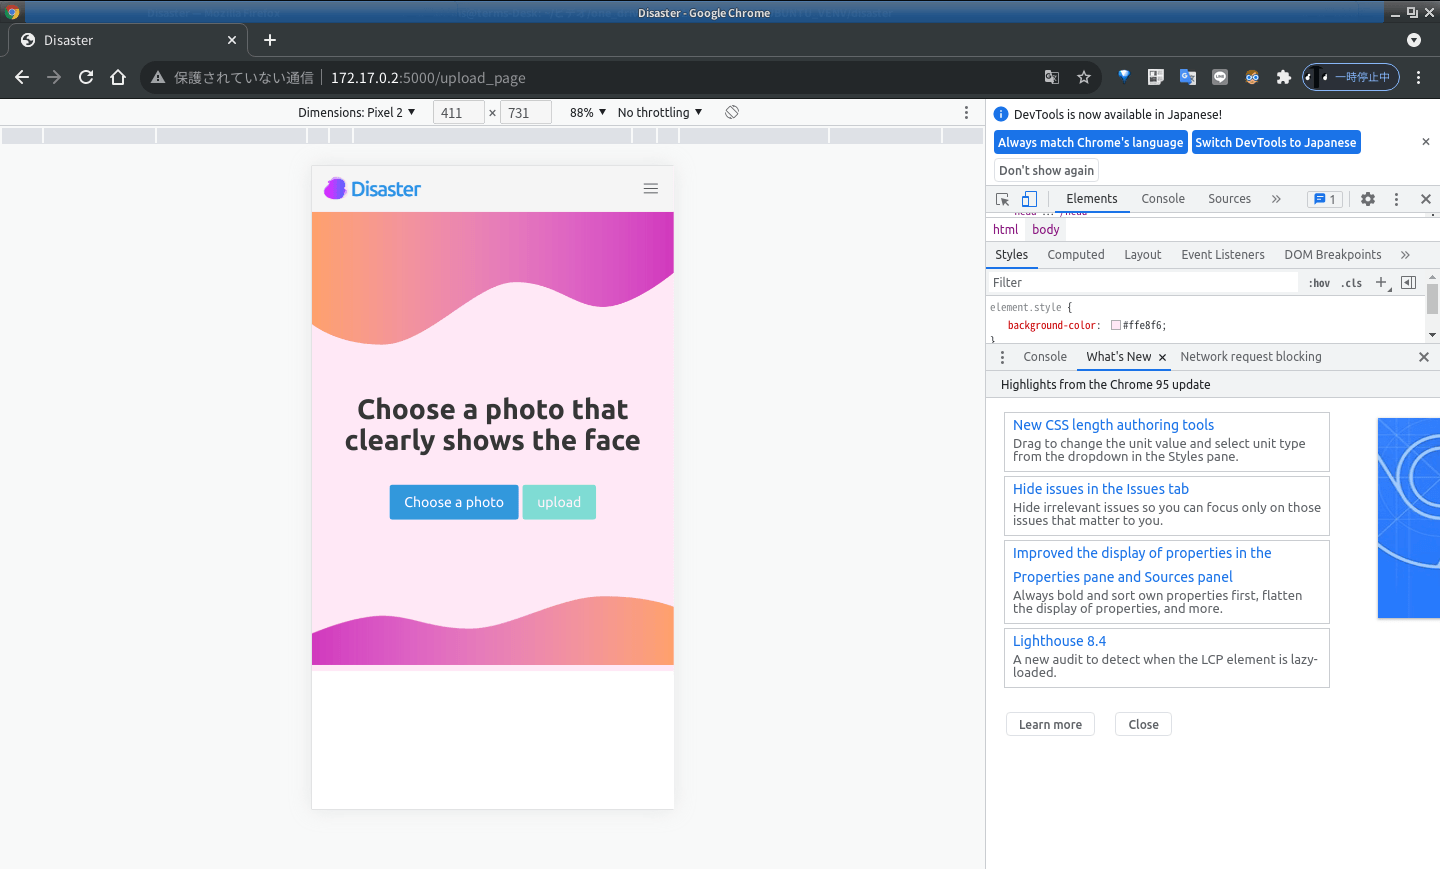 Disaster - Google Chrome
Disaster
保護されていない通信 172.17.0.2:5000/upload_page
一時停止中
Dimensions: Pixel 2 411 × 731 88% No throttling
DevTools is now available in Japanese!
Always match Chrome's language Switch DevTools to Japanese
Don't show again
Elements Console Sources » 1
html body
Styles Computed Layout Event Listeners DOM Breakpoints »
Filter :hov .cls
element.style {
background-color: #ffe8f6;
}
Console What's New Network request blocking
Highlights from the Chrome 95 update
New CSS length authoring tools
Drag to change the unit value and select unit type
from the dropdown in the Styles pane.
Hide issues in the Issues tab
Hide irrelevant issues so you can focus only on those
issues that matter to you.
Improved the display of properties in the
Properties pane and Sources panel
Always bold and sort own properties first, flatten
the display of properties, and more.
Lighthouse 8.4
A new audit to detect when the LCP element is lazy-
loaded.
Learn more Close
Disaster
Choose a photo that
clearly shows the face
Choose a photo upload